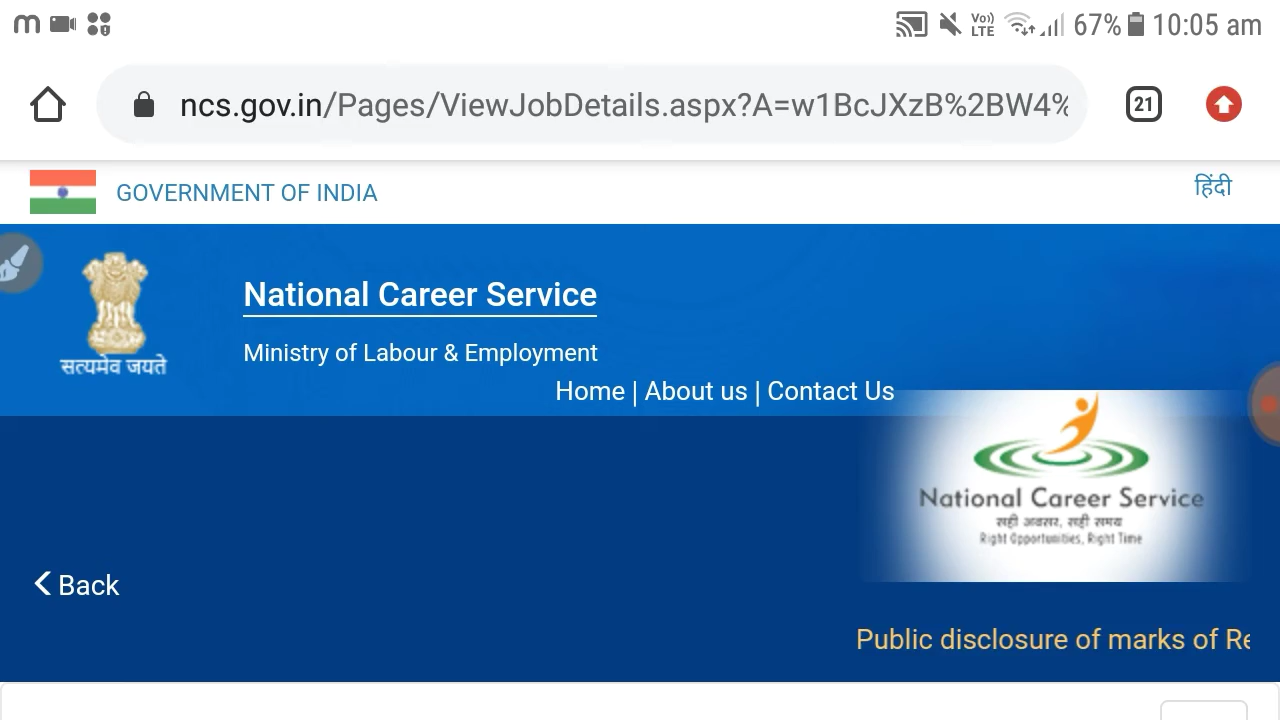 m
Vo)) LTE 67% 10:05 am
ncs.gov.in/Pages/ViewJobDetails.aspx?A=w1BcJXzB%2BW4%
21
GOVERNMENT OF INDIA
हिंदी
National Career Service
सत्यमेव जयते
Ministry of Labour & Employment
Home | About us | Contact Us
National Career Service
सही अवसर, सही समय
Right Opportunities, Right Time
Back
Public disclosure of marks of Re